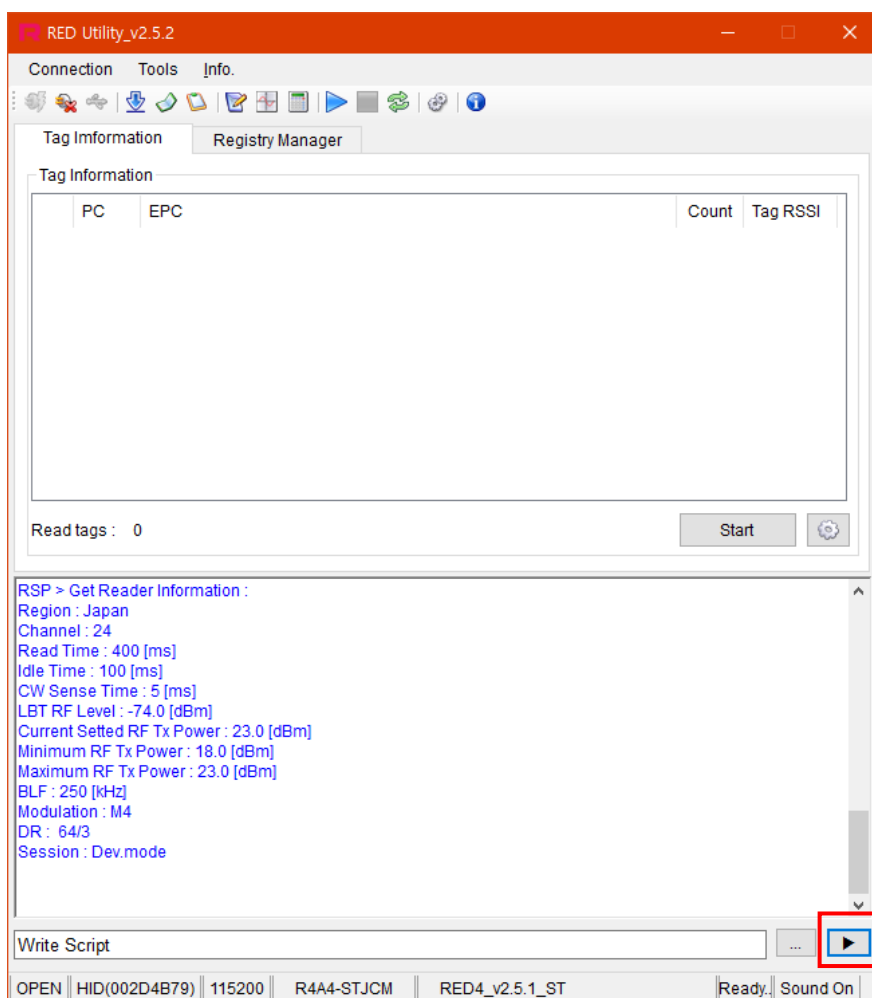 RED Utility_v2.5.2
Connection Tools Info.
Tag Imformation Registry Manager
Tag Information
PC EPC Count Tag RSSI
Read tags : 0 Start
RSP > Get Reader Information :
Region : Japan
Channel : 24
Read Time : 400 [ms]
Idle Time : 100 [ms]
CW Sense Time : 5 [ms]
LBT RF Level : -74.0 [dBm]
Current Setted RF Tx Power : 23.0 [dBm]
Minimum RF Tx Power : 18.0 [dBm]
Maximum RF Tx Power : 23.0 [dBm]
BLF : 250 [kHz]
Modulation : M4
DR : 64/3
Session : Dev.mode
Write Script ...
OPEN HID(002D4B79) 115200 R4A4-STJCM RED4_v2.5.1_ST Ready.. Sound On